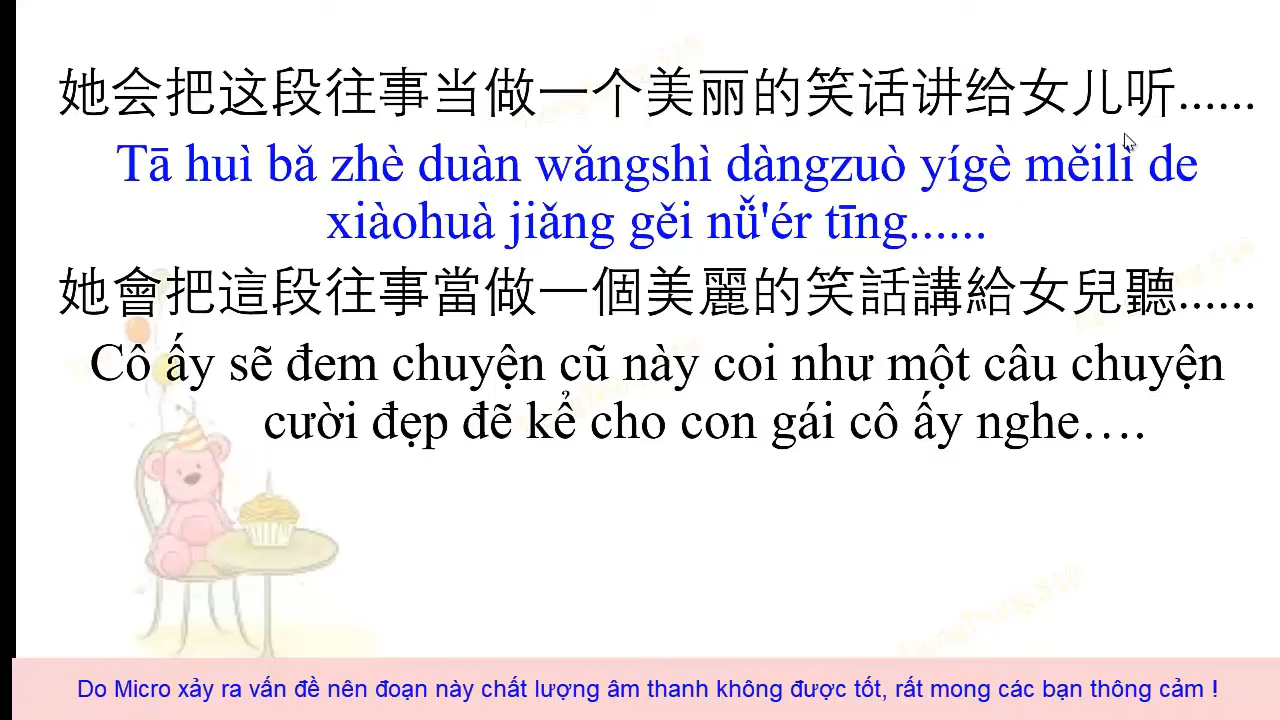 她会把这段往事当做一个美丽的笑话讲给女儿听......
Tā huì bǎ zhè duàn wǎngshì dàngzuò yígè měilì de
xiàohuà jiǎng gěi nǚ'ér tīng......
她會把這段往事當做一個美麗的笑話講給女兒聽......
Cô ấy sẽ đem chuyện cũ này coi như một câu chuyện
cười đẹp đẽ kể cho con gái cô ấy nghe….
Do Micro xảy ra vấn đề nên đoạn này chất lượng âm thanh không được tốt, rất mong các bạn thông cảm !